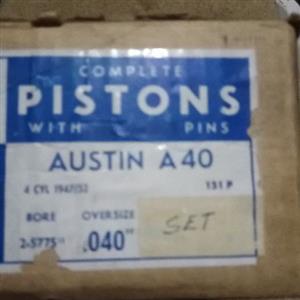 COMPLETE
PISTONS
WITH PINS
AUSTIN A40
4 CYL 1947/52 151 P
BORE OVERSIZE
2-5775" .040" SET